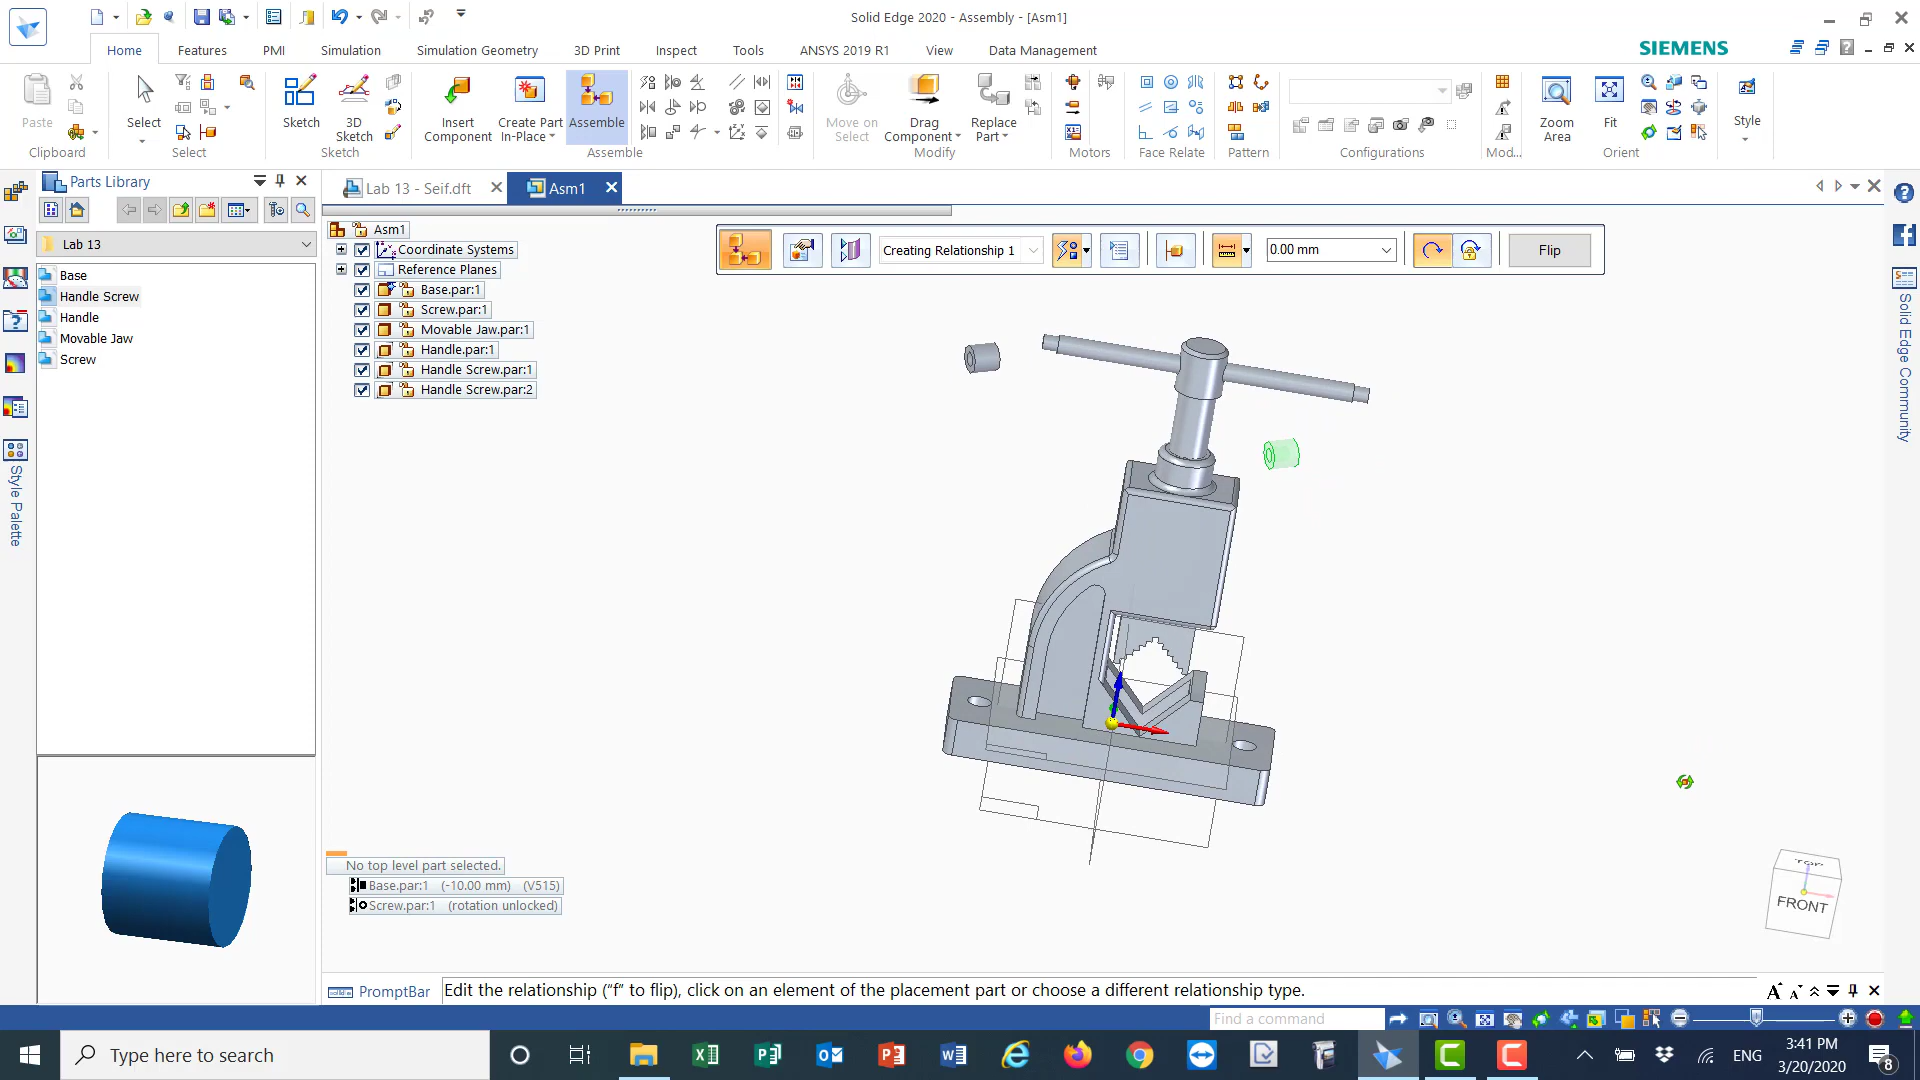 Solid Edge 2020 - Assembly - [Asm1]
Home
Features
PMI
Simulation
Simulation Geometry
3D Print
Inspect
Tools
ANSYS 2019 R1
View
Data Management
SIEMENS
Paste
Clipboard
Select
Select
Sketch
3D
Sketch
Sketch
Insert
Component
Create Part
In-Place
Assemble
Assemble
Move on
Select
Drag
Component
Replace
Part
Modify
Motors
Face Relate
Pattern
Configurations
Mod...
Zoom
Area
Fit
Orient
Style
Parts Library
Lab 13
Base
Handle Screw
Handle
Movable Jaw
Screw
Style Palette
Lab 13 - Seif.dft
Asm1
Asm1
Coordinate Systems
Reference Planes
Base.par:1
Screw.par:1
Movable Jaw.par:1
Handle.par:1
Handle Screw.par:1
Handle Screw.par:2
Creating Relationship 1
0.00 mm
Flip
Solid Edge Community
TOP
FRONT
No top level part selected.
Base.par:1 (-10.00 mm) (V515)
Screw.par:1 (rotation unlocked)
PromptBar
Edit the relationship ("f" to flip), click on an element of the placement part or choose a different relationship type.
Find a command
Type here to search
ENG
3:41 PM
3/20/2020
8